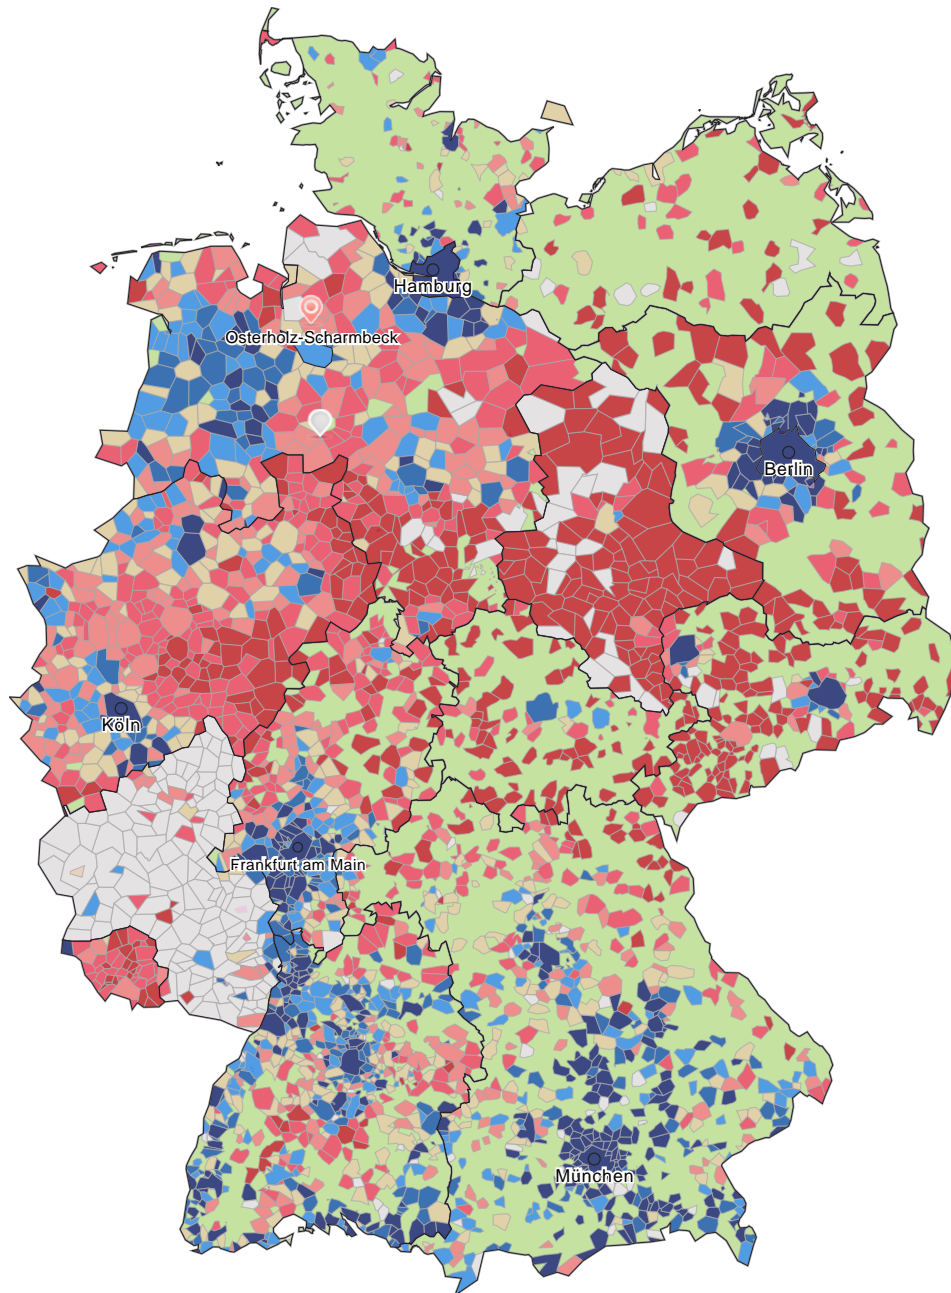 Hamburg
Osterholz-Scharmbeck
Berlin
Köln
Frankfurt am Main
München